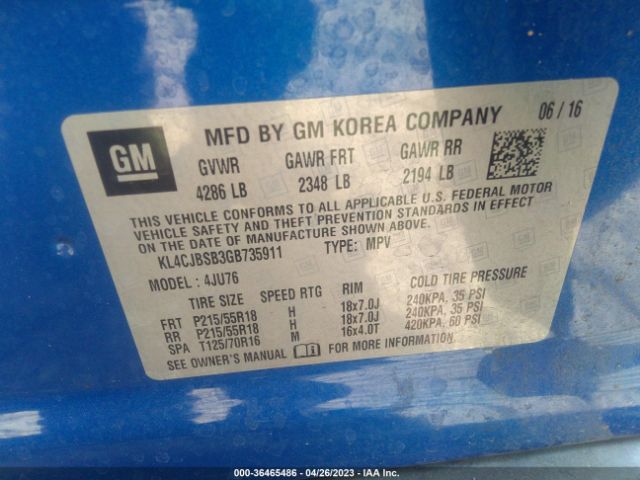 GM
MFD BY GM KOREA COMPANY 06 / 16
GVWR GAWR FRT GAWR RR
4286 LB 2348 LB 2194 LB
THIS VEHICLE CONFORMS TO ALL APPLICABLE U.S. FEDERAL MOTOR
VEHICLE SAFETY AND THEFT PREVENTION STANDARDS IN EFFECT
ON THE DATE OF MANUFACTURE SHOWN ABOVE.
KL4CJBSB3GB735911 TYPE: MPV
MODEL : 4JU76
TIRE SIZE SPEED RTG RIM COLD TIRE PRESSURE
FRT P215/55R18 H 18x7.0J 240KPA, 35 PSI
RR P215/55R18 H 18x7.0J 240KPA, 35 PSI
SPA T125/70R16 M 16x4.0T 420KPA, 60 PSI
SEE OWNER'S MANUAL FOR MORE INFORMATION.
000-36465486 - 04/26/2023 - IAA Inc.